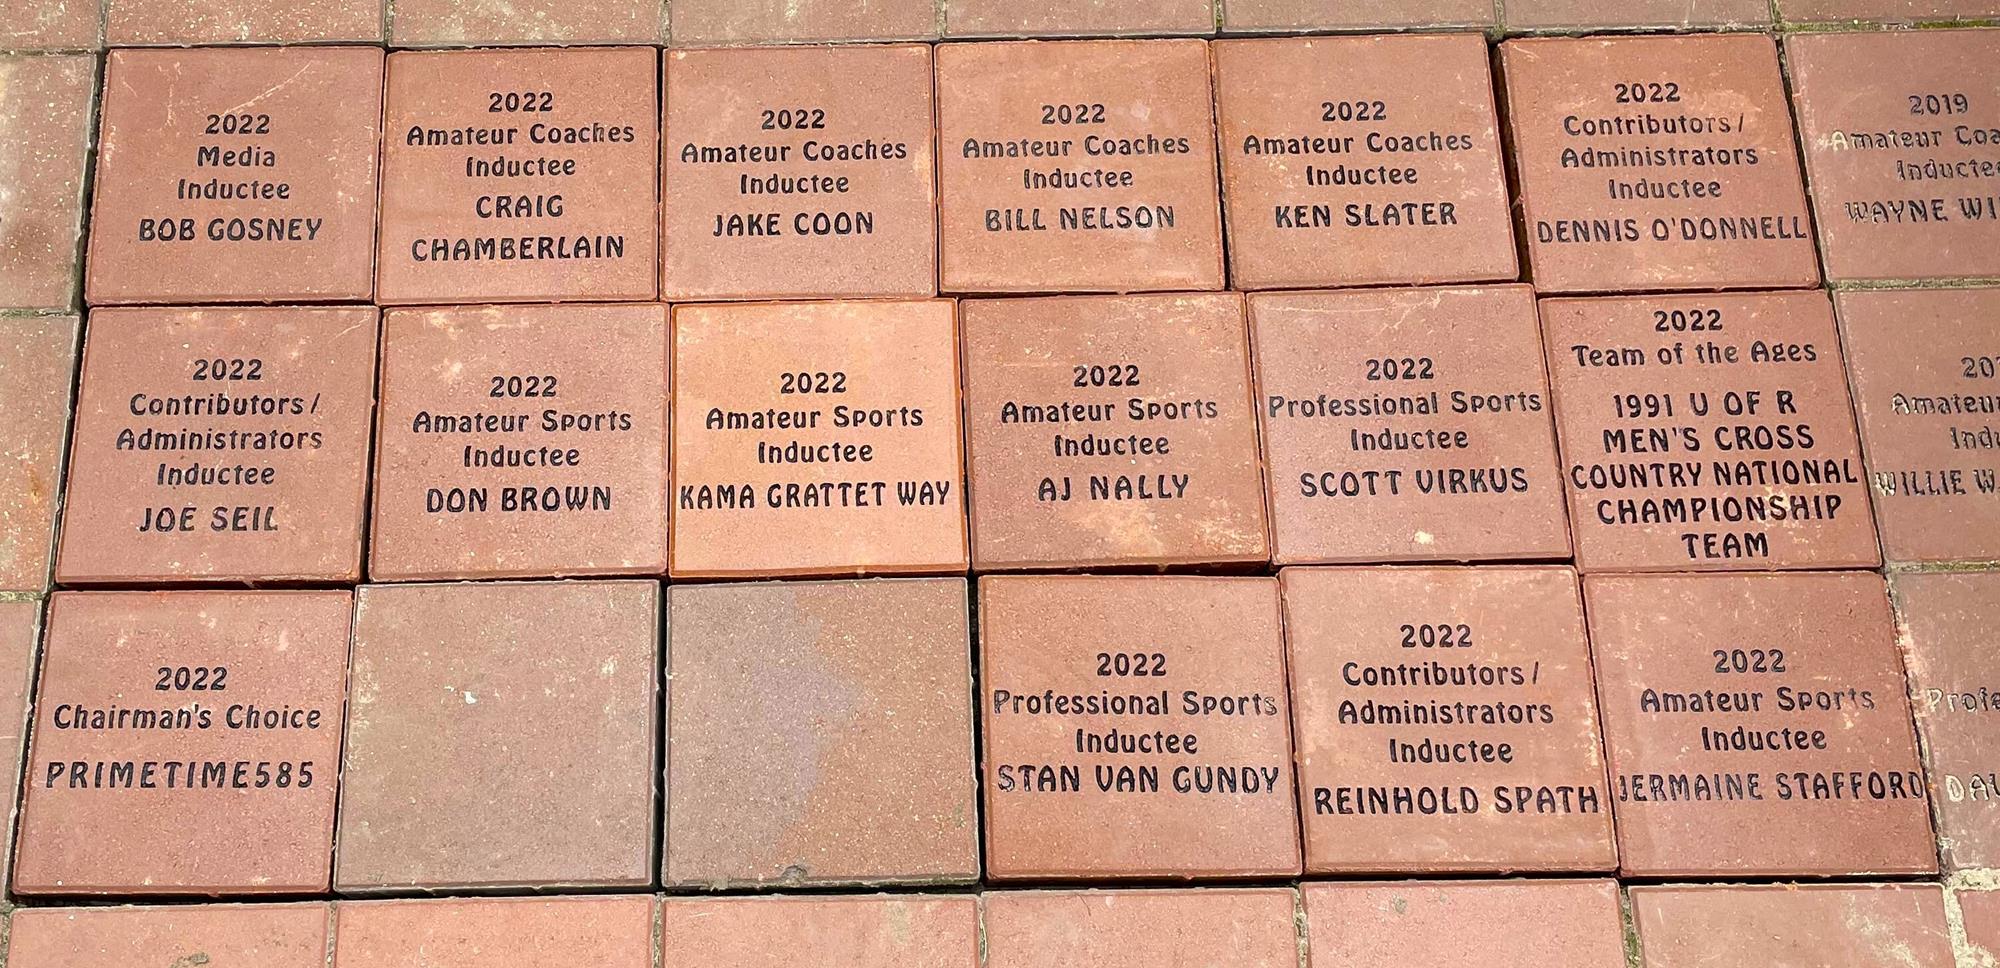 2022
Media
Inductee
BOB GOSNEY
2022
Amateur Coaches
Inductee
CRAIG
CHAMBERLAIN
2022
Amateur Coaches
Inductee
JAKE COON
2022
Amateur Coaches
Inductee
BILL NELSON
2022
Amateur Coaches
Inductee
KEN SLATER
2022
Contributors/
Administrators
Inductee
DENNIS O'DONNELL
2019
Amateur
WAYNE
2022
Contributors/
Administrators
Inductee
JOE SEIL
2022
Amateur Sports
Inductee
DON BROWN
2022
Amateur Sports
Inductee
KAMA GRATTET WAY
2022
Amateur Sports
Inductee
AJ NALLY
2022
Professional Sports
Inductee
SCOTT VIRKUS
2022
Team of the Ages
1991 U OF R
MEN'S CROSS
COUNTRY NATIONAL
CHAMPIONSHIP
TEAM
Amateur
WILLIE
2022
Chairman's Choice
PRIMETIME585
2022
Professional Sports
Inductee
STAN VAN GUNDY
2022
Contributors/
Administrators
Inductee
REINHOLD SPATH
2022
Amateur Sports
Inductee
JERMAINE STAFFORD